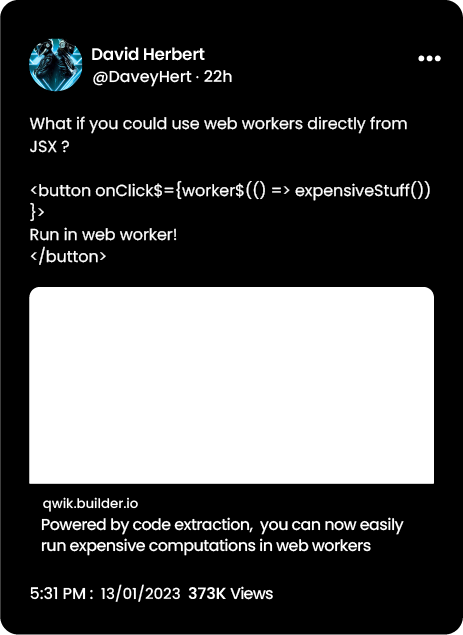 David Herbert
@DaveyHert · 22h
What if you could use web workers directly from
JSX ?
<button onClick$={worker$(() => expensiveStuff())
}>
Run in web worker!
</button>
qwik.builder.io
Powered by code extraction, you can now easily
run expensive computations in web workers
5:31 PM : 13/01/2023 373K Views